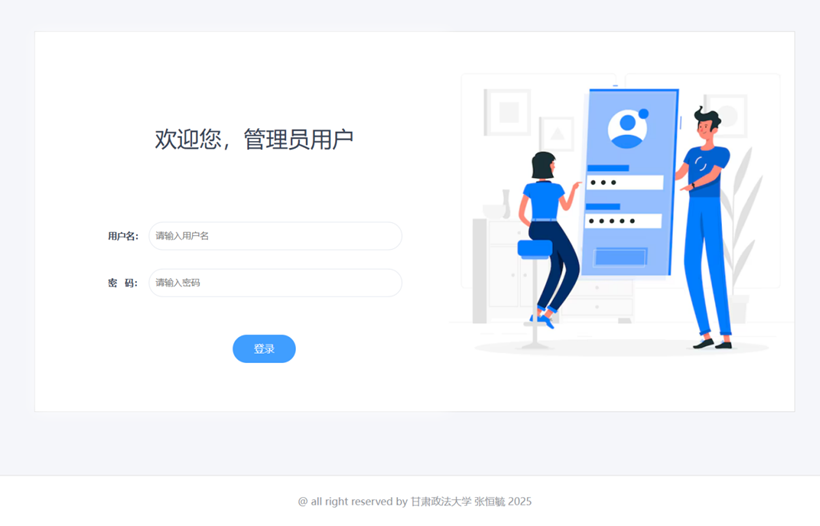 欢迎您，管理员用户
用户名： 请输入用户名
密 码： 请输入密码
登录
@ all right reserved by 甘肃政法大学 张恒毓 2025